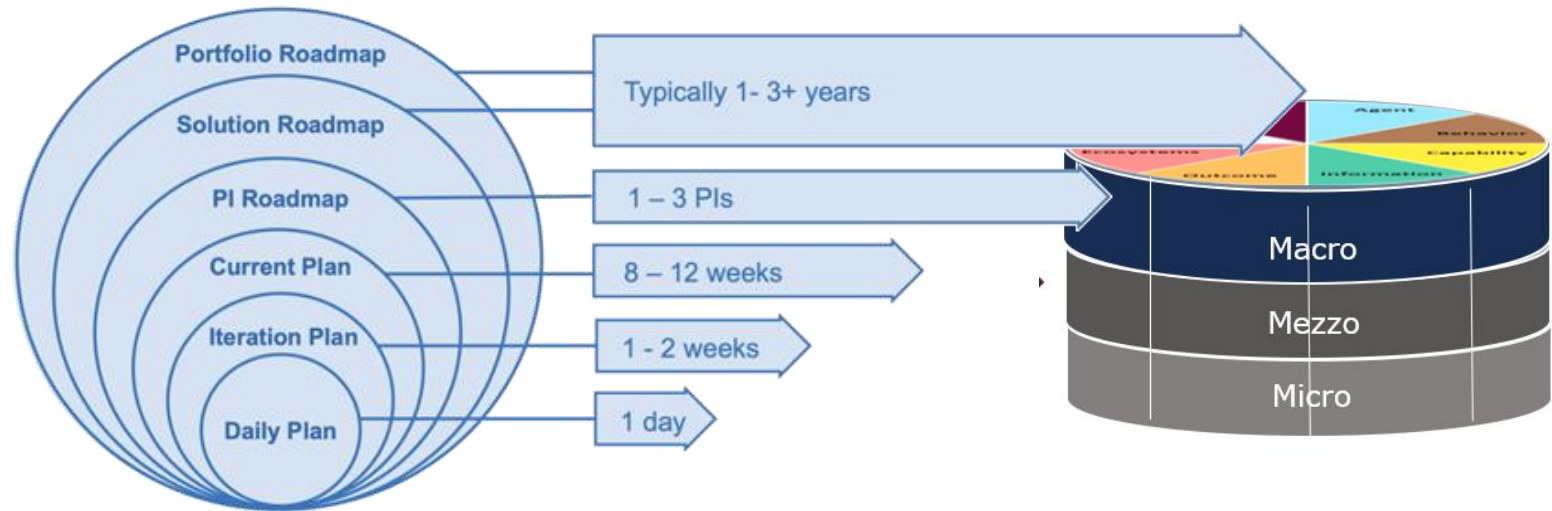 Portfolio Roadmap
Typically 1- 3+ years
Solution Roadmap
PI Roadmap
1 – 3 PIs
Current Plan
8 – 12 weeks
Iteration Plan
1 - 2 weeks
Daily Plan
1 day
Agent
Behavior
Ecosystems
Capability
Outcome
Information
Macro
Mezzo
Micro